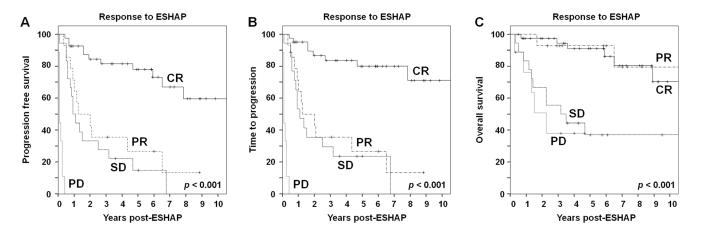 A
Response to ESHAP
Progression free survival
100
80
60
40
20
0
CR
PR
SD
PD
p < 0.001
0 1 2 3 4 5 6 7 8 9 10
Years post-ESHAP
B
Response to ESHAP
Time to progression
100
80
60
40
20
0
CR
PR
SD
PD
p < 0.001
0 1 2 3 4 5 6 7 8 9 10
Years post-ESHAP
C
Response to ESHAP
Overall survival
100
80
60
40
20
0
PR
CR
SD
PD
p < 0.001
0 1 2 3 4 5 6 7 8 9 10
Years post-ESHAP